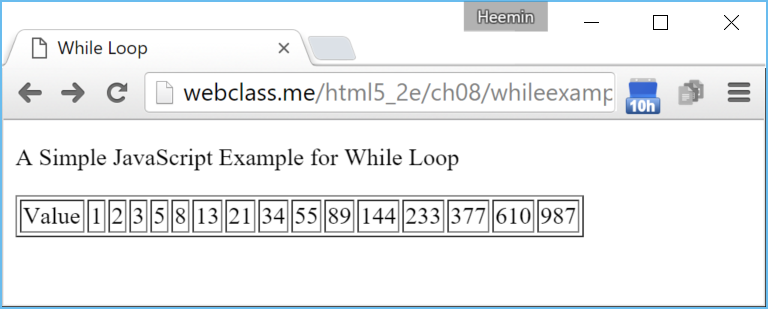 Heemin
While Loop
webclass.me/html5_2e/ch08/whileexamp
10h
A Simple JavaScript Example for While Loop
Value 1 2 3 5 8 13 21 34 55 89 144 233 377 610 987